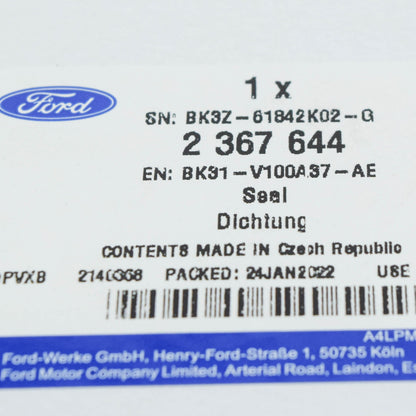 1 x
Ford
SN: BK3Z-61842K02-G
2 367 644
EN: BK31-V100A37-AE
Seal
Dichtung
CONTENTS MADE IN Czech Republic
PVXB 2140368 PACKED: 24JAN2022 USE
A4LPM
Ford-Werke GmbH, Henry-Ford-Straße 1, 50735 Köln
Ford Motor Company Limited, Arterial Road, Laindon, Es